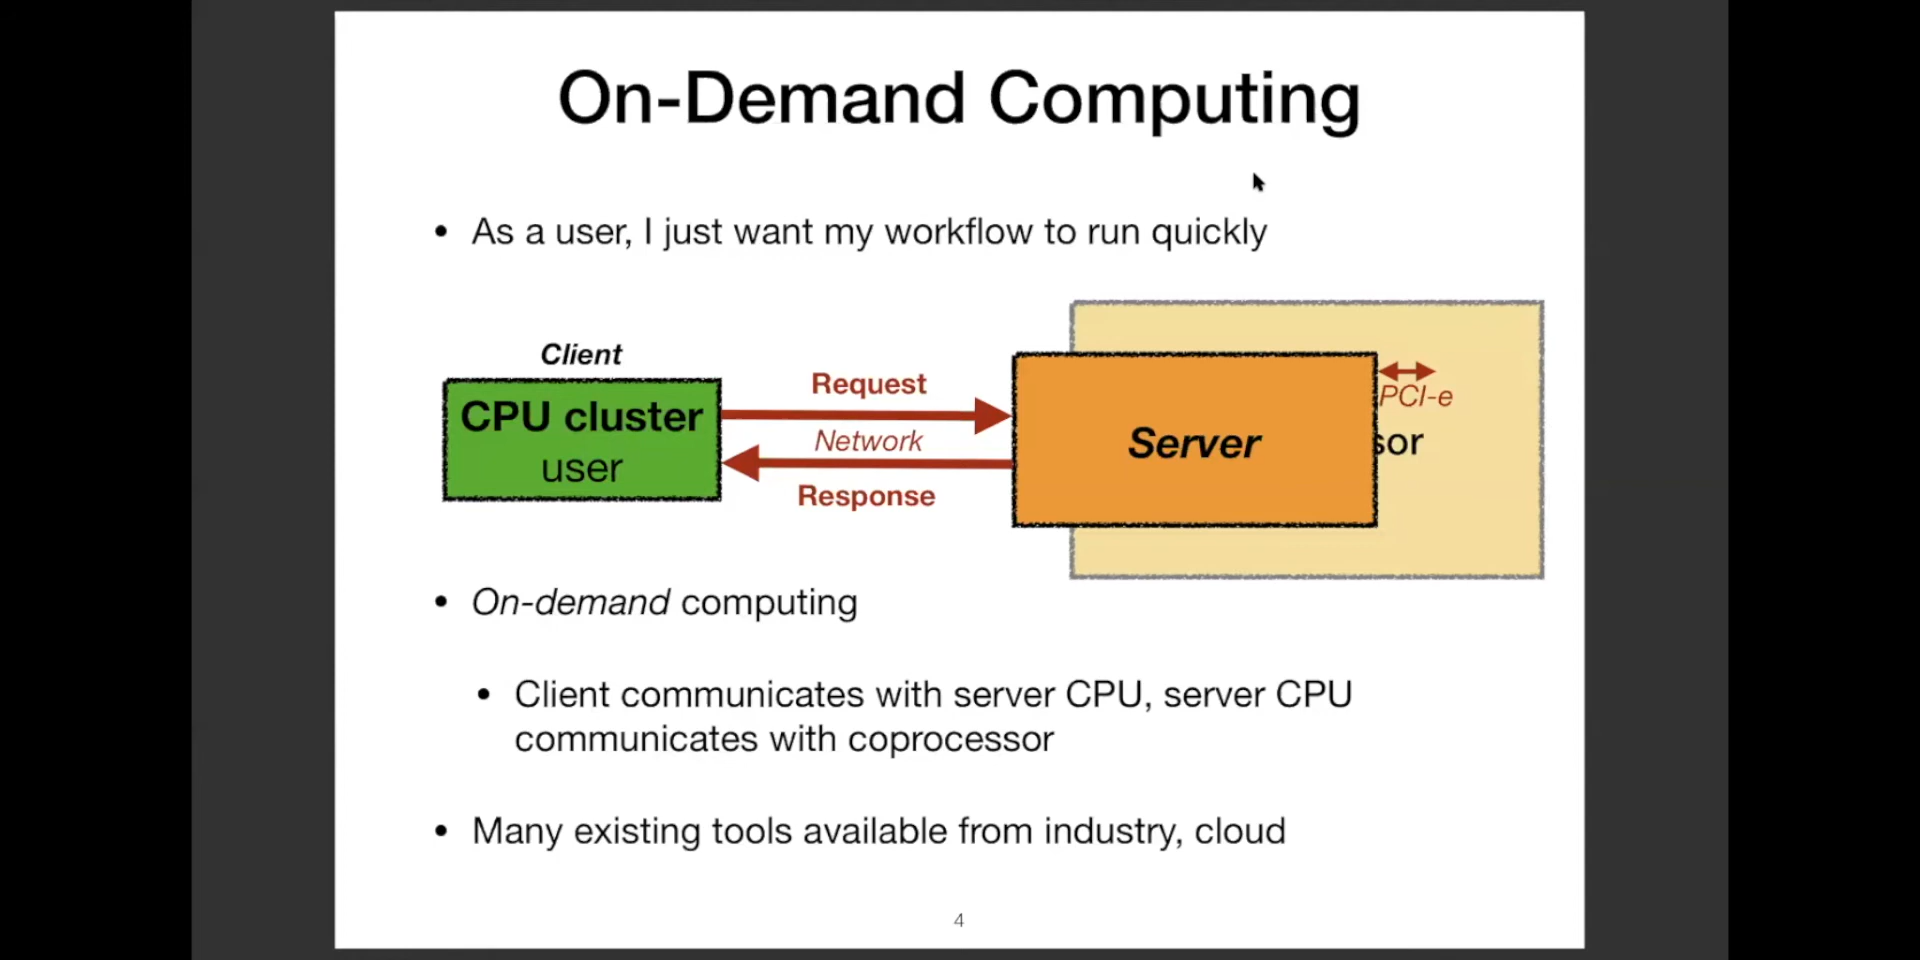 On-Demand Computing
• As a user, I just want my workflow to run quickly
Client
CPU cluster
user
Request
Network
Response
Server
PCI-e
sor
• On-demand computing
• Client communicates with server CPU, server CPU
communicates with coprocessor
• Many existing tools available from industry, cloud
4